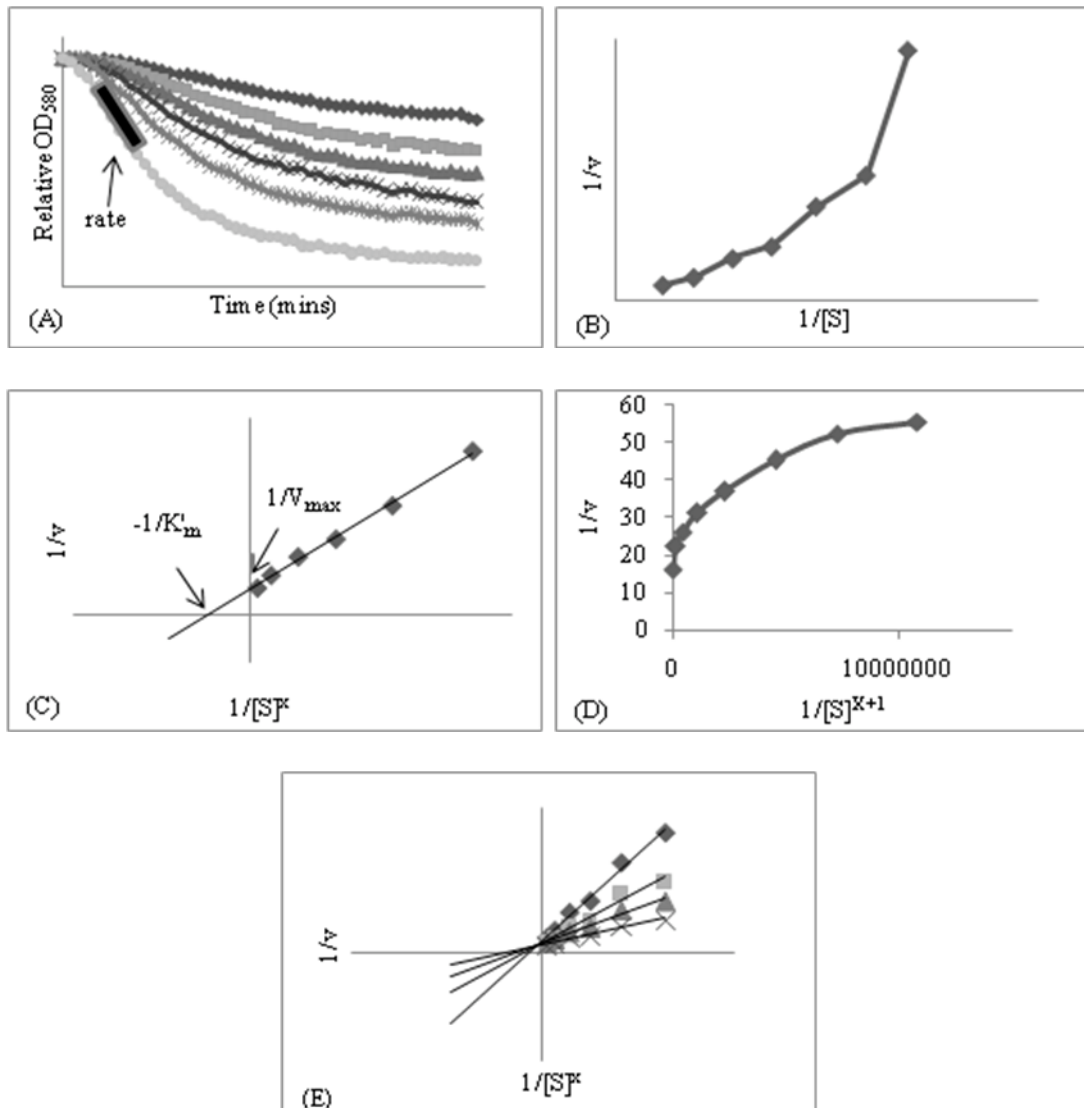 Relative OD580
rate
Time (mins)
(A)
1/v
1/[S]
(B)
1/v
-1/K'm
1/Vmax
1/[S]x
(C)
60
50
40
30
20
10
0
1/v
0 10000000
1/[S]X+1
(D)
1/v
1/[S]x
(E)